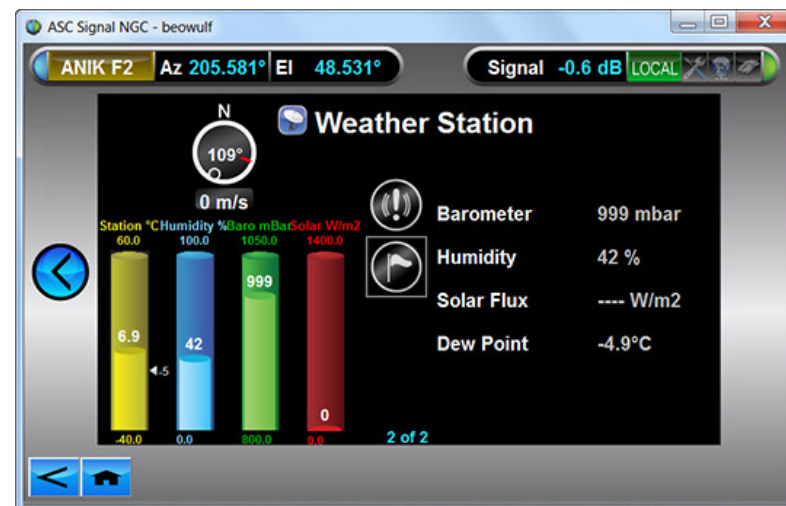 ASC Signal NGC - beowulf
ANIK F2 Az 205.581° El 48.531° Signal -0.6 dB LOCAL
N
109°
0 m/s
Weather Station
Station °C Humidity % Baro mBar Solar W/m2
60.0 100.0 1050.0 1400.0
999
6.9
42
-5
0
-40.0 0.0 800.0 0.0
Barometer 999 mbar
Humidity 42 %
Solar Flux ---- W/m2
Dew Point -4.9°C
2 of 2